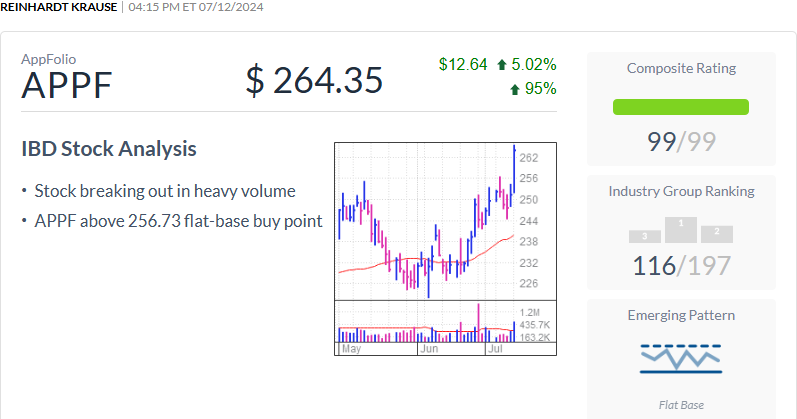 REINHARDT KRAUSE | 04:15 PM ET 07/12/2024
AppFolio
APPF
$ 264.35
$12.64 5.02%
95%
IBD Stock Analysis
• Stock breaking out in heavy volume
• APPF above 256.73 flat-base buy point
262
256
250
244
238
232
226
1.2M
435.7K
163.2K
May Jun Jul
Composite Rating
99/99
Industry Group Ranking
3 1 2
116/197
Emerging Pattern
Flat Base